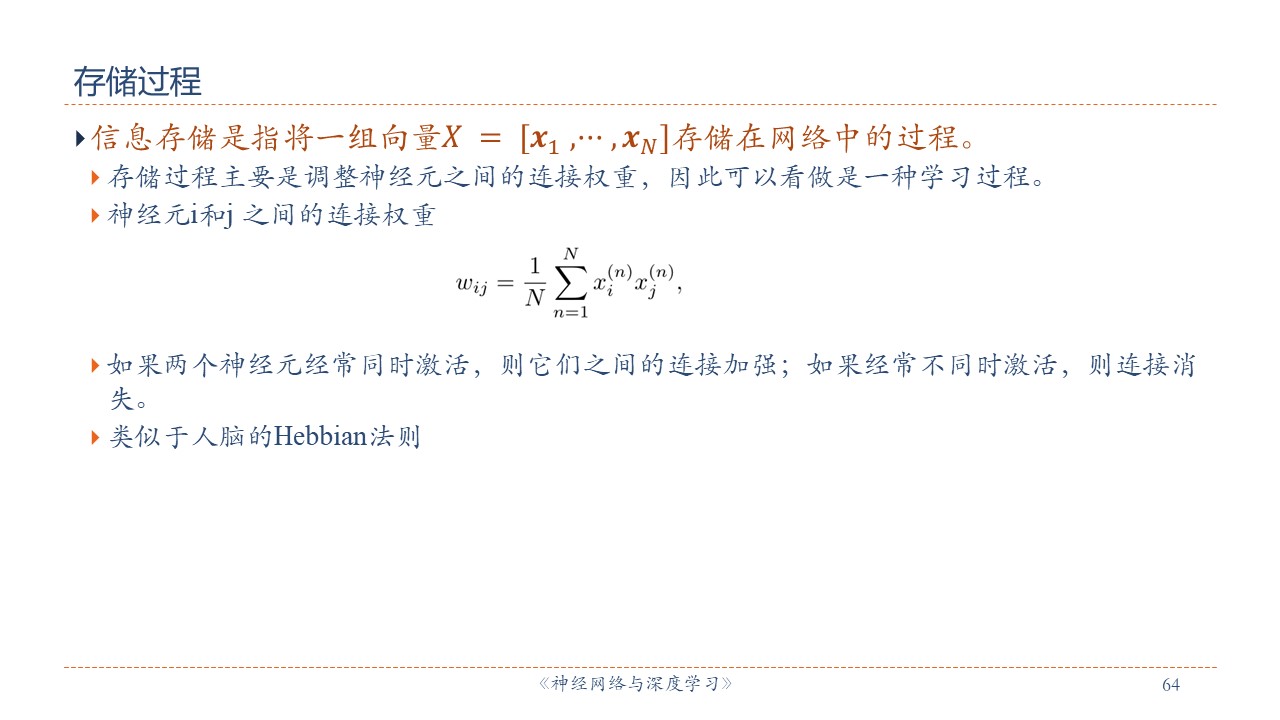 存储过程
信息存储是指将一组向量𝑋 = [𝒙₁ ,⋯ , 𝒙_𝑁]存储在网络中的过程。
存储过程主要是调整神经元之间的连接权重，因此可以看做是一种学习过程。
神经元i和j 之间的连接权重
w_{ij} = \frac{1}{N} \sum_{n=1}^{N} x_i^{(n)} x_j^{(n)},
如果两个神经元经常同时激活，则它们之间的连接加强；如果经常不同时激活，则连接消
失。
类似于人脑的Hebbian法则
《神经网络与深度学习》
64